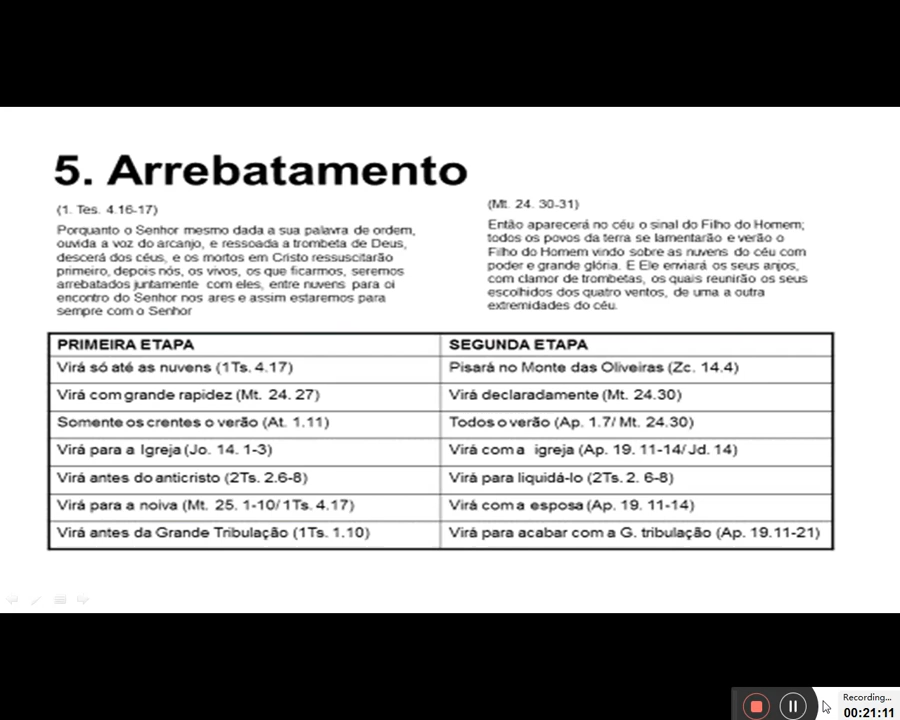 5. Arrebatamento
(1. Tes. 4.16-17)
Porquanto o Senhor mesmo dada a sua palavra de ordem,
ouvida a voz do arcanjo, e ressoada a trombeta de Deus,
descerá dos céus, e os mortos em Cristo ressuscitarão
primeiro, depois nós, os vivos, os que ficarmos, seremos
arrebatados juntamente com eles, entre nuvens para oi
encontro do Senhor nos ares e assim estaremos para
sempre com o Senhor
(Mt. 24. 30-31)
Então aparecerá no céu o sinal do Filho do Homem;
todos os povos da terra se lamentarão e verão o
Filho do Homem vindo sobre as nuvens do céu com
poder e grande glória. E Ele enviará os seus anjos,
com clamor de trombetas, os quais reunirão os seus
escolhidos dos quatro ventos, de uma a outra
extremidades do céu.
PRIMEIRA ETAPA SEGUNDA ETAPA
Virá só até as nuvens (1Ts. 4.17) Pisará no Monte das Oliveiras (Zc. 14.4)
Virá com grande rapidez (Mt. 24. 27) Virá declaradamente (Mt. 24.30)
Somente os crentes o verão (At. 1.11) Todos o verão (Ap. 1.7/ Mt. 24.30)
Virá para a Igreja (Jo. 14. 1-3) Virá com a igreja (Ap. 19. 11-14/ Jd. 14)
Virá antes do anticristo (2Ts. 2.6-8) Virá para liquidá-lo (2Ts. 2. 6-8)
Virá para a noiva (Mt. 25. 1-10/ 1Ts. 4.17) Virá com a esposa (Ap. 19. 11-14)
Virá antes da Grande Tribulação (1Ts. 1.10) Virá para acabar com a G. tribulação (Ap. 19.11-21)
Recording...
00:21:11